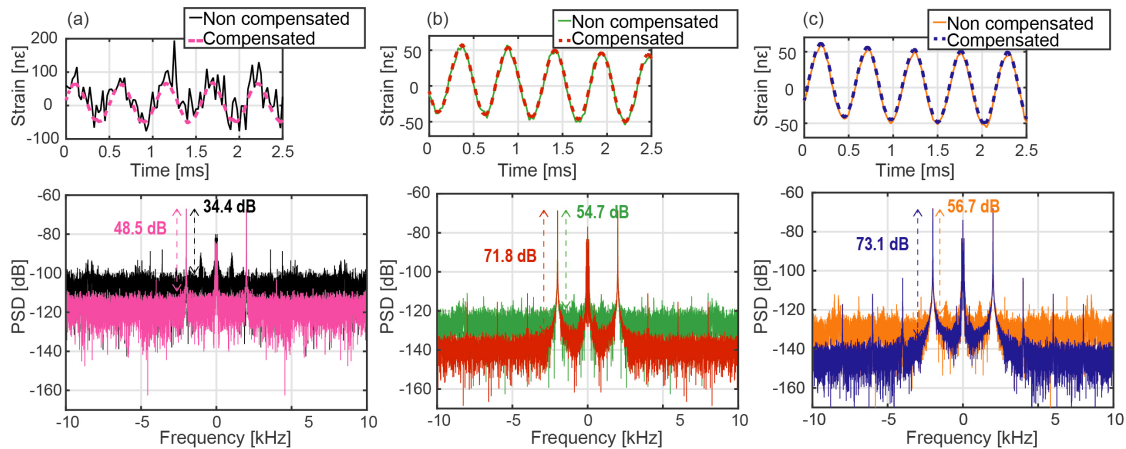 (a)
Non compensated
Compensated
Strain [nε]
200
100
0
-100
0
0.5
1
1.5
2
2.5
Time [ms]
(b)
Non compensated
Compensated
Strain [nε]
50
0
-50
0
0.5
1
1.5
2
2.5
Time [ms]
(c)
Non compensated
Compensated
Strain [nε]
50
0
-50
0
0.5
1
1.5
2
2.5
Time [ms]
PSD [dB]
-60
-80
-100
-120
-140
-160
34.4 dB
48.5 dB
-10
-5
0
5
10
Frequency [kHz]
PSD [dB]
-60
-80
-100
-120
-140
-160
54.7 dB
71.8 dB
-10
-5
0
5
10
Frequency [kHz]
PSD [dB]
-60
-80
-100
-120
-140
-160
56.7 dB
73.1 dB
-10
-5
0
5
10
Frequency [kHz]